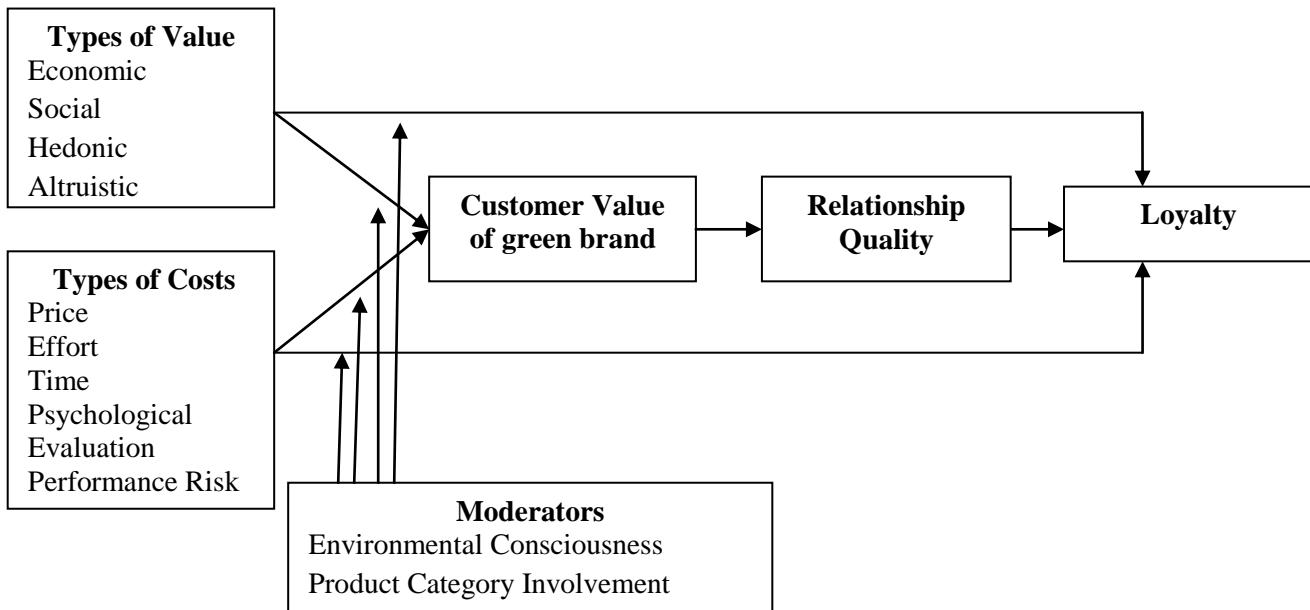 Types of Value
Economic
Social
Hedonic
Altruistic
Customer Value
of green brand
Relationship
Quality
Loyalty
Types of Costs
Price
Effort
Time
Psychological
Evaluation
Performance Risk
Moderators
Environmental Consciousness
Product Category Involvement